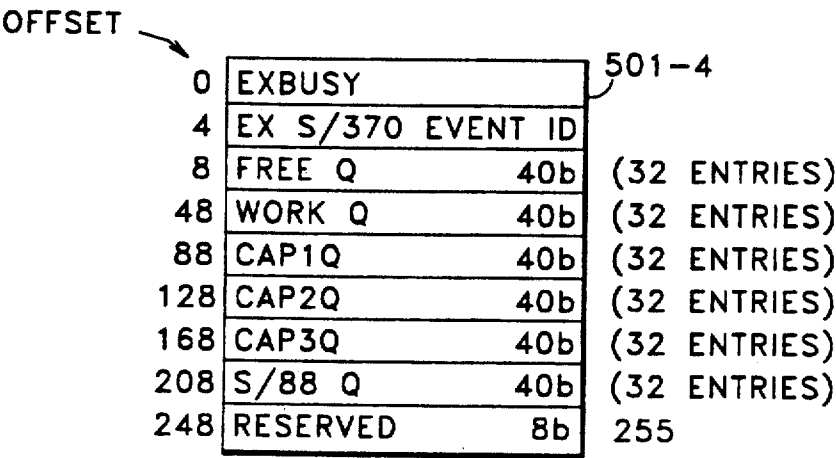 OFFSET
501-4
0 EXBUSY
4 EX S/370 EVENT ID
8 FREE Q 40b (32 ENTRIES)
48 WORK Q 40b (32 ENTRIES)
88 CAP1Q 40b (32 ENTRIES)
128 CAP2Q 40b (32 ENTRIES)
168 CAP3Q 40b (32 ENTRIES)
208 S/88 Q 40b (32 ENTRIES)
248 RESERVED 8b 255